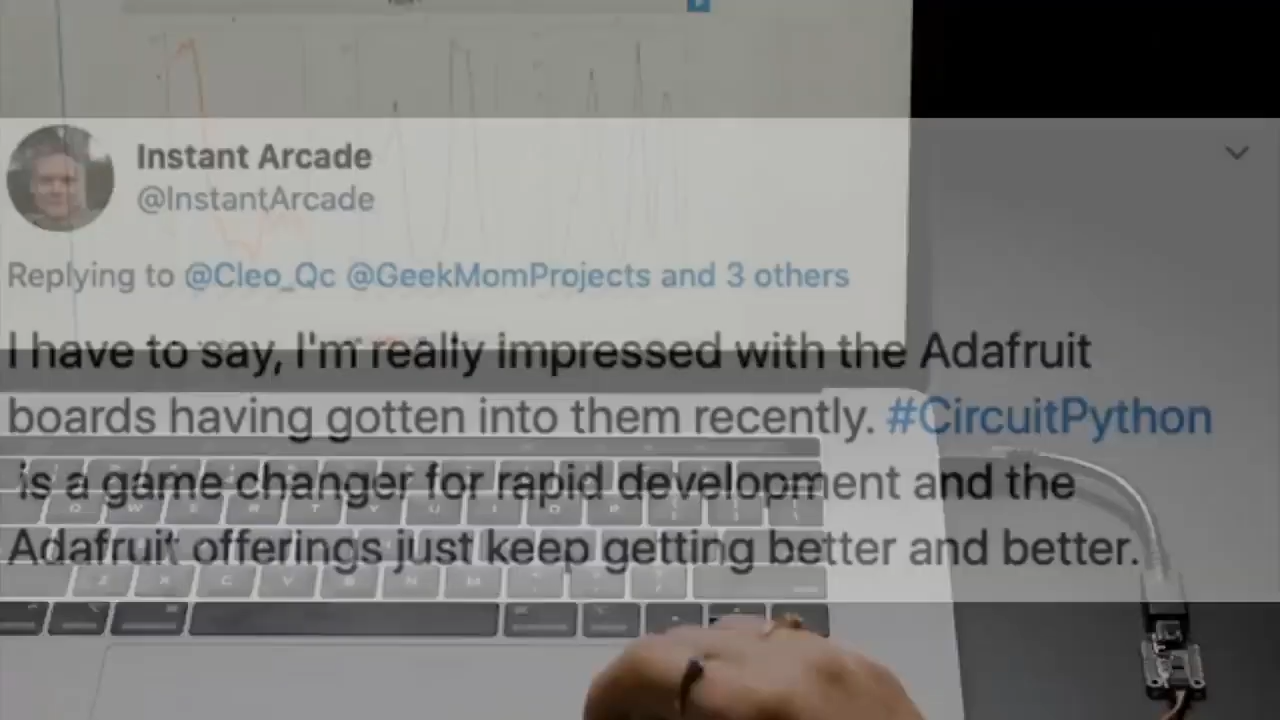 Instant Arcade
@InstantArcade
Replying to @Cleo_Qc @GeekMomProjects and 3 others
I have to say, I'm really impressed with the Adafruit
boards having gotten into them recently. #CircuitPython
is a game changer for rapid development and the
Adafruit offerings just keep getting better and better.